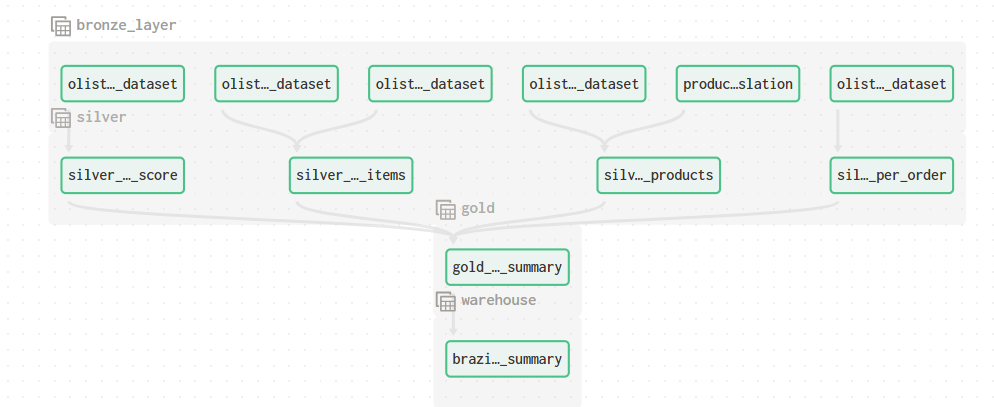 bronze_layer
olist…_dataset olist…_dataset olist…_dataset olist…_dataset produc…slation olist…_dataset
silver
silver_…_score silver_…_items silv…_products sil…_per_order
gold
gold_…_summary
warehouse
brazi…_summary